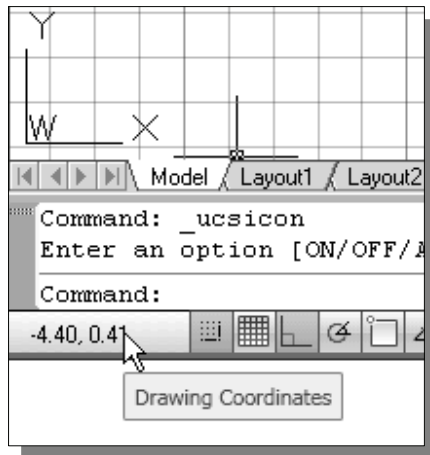 Y
W X
Model Layout1 Layout2
Command: _ucsicon
Enter an option [ON/OFF/A
Command:
-4.40, 0.41
Drawing Coordinates